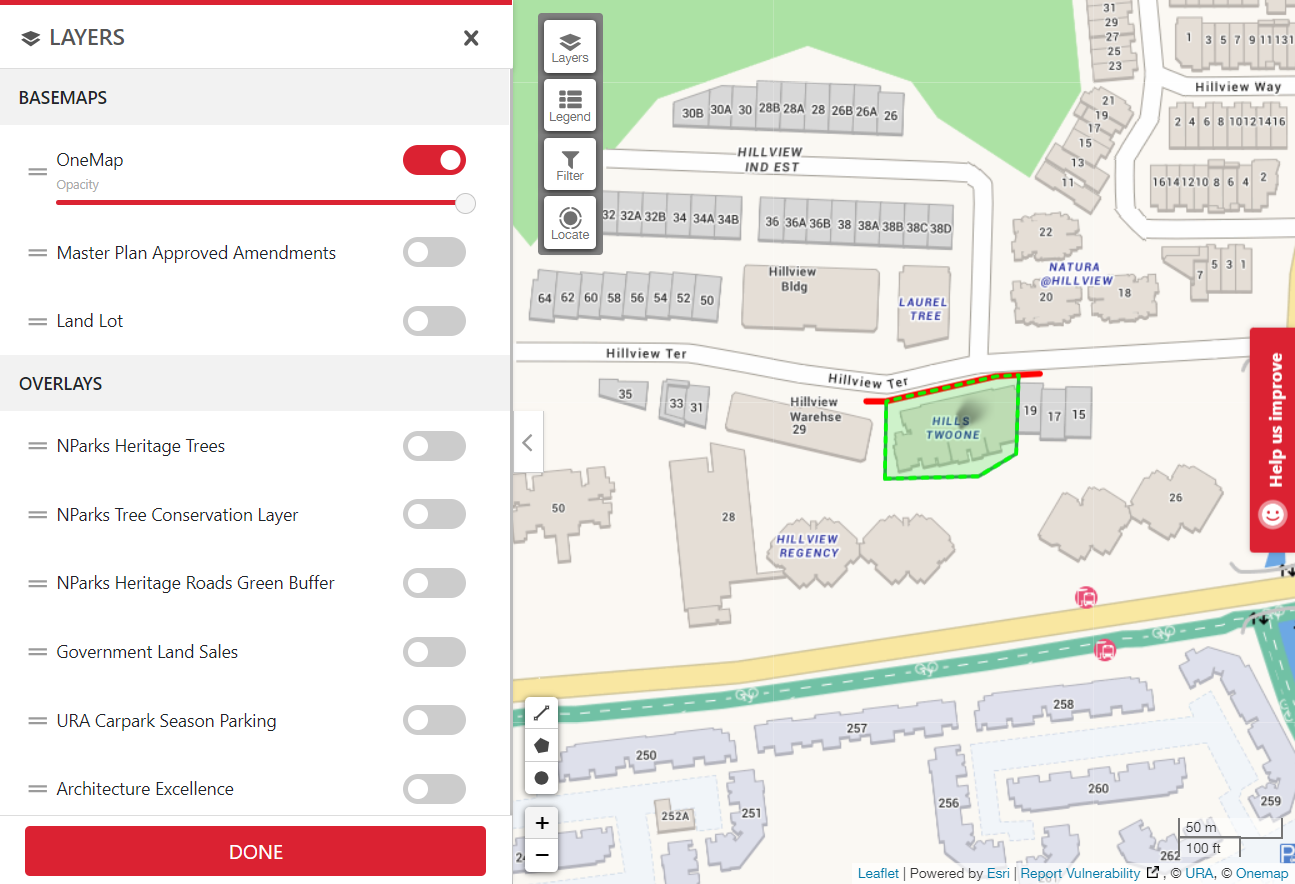 LAYERS
BASEMAPS
OneMap
Opacity
Master Plan Approved Amendments
Land Lot
OVERLAYS
NParks Heritage Trees
NParks Tree Conservation Layer
NParks Heritage Roads Green Buffer
Government Land Sales
URA Carpark Season Parking
Architecture Excellence
DONE
Layers
Legend
Filter
Locate
30B 30A 30 28B 28A 28 26B 26A 26
HILLVIEW
IND EST
32 32A 32B 34 34A 34B
36 36A 36B 38 38A 38B 38C 38D
64 62 60 58 56 54 52 50
Hillview
Bldg
LAUREL
TREE
31
29
27
25
23
1 3 5 7 9 11 13 1
Hillview Way
21
19
17
15
13
11
2 4 6 8 10 12 14 16
16 14 12 10 8 6 4 2
22
NATURA
@HILLVIEW
20
18
7 5 3 1
Hillview Ter
Hillview Ter
35
33
31
Hillview
Warehse
29
HILLS
TWOONE
19
17
15
Help us improve
50
28
HILLVIEW
REGENCY
26
250
257
258
251
252A
256
260
259
262
24
+
−
50 m
100 ft
P
Leaflet | Powered by Esri | Report Vulnerability , © URA, © Onemap